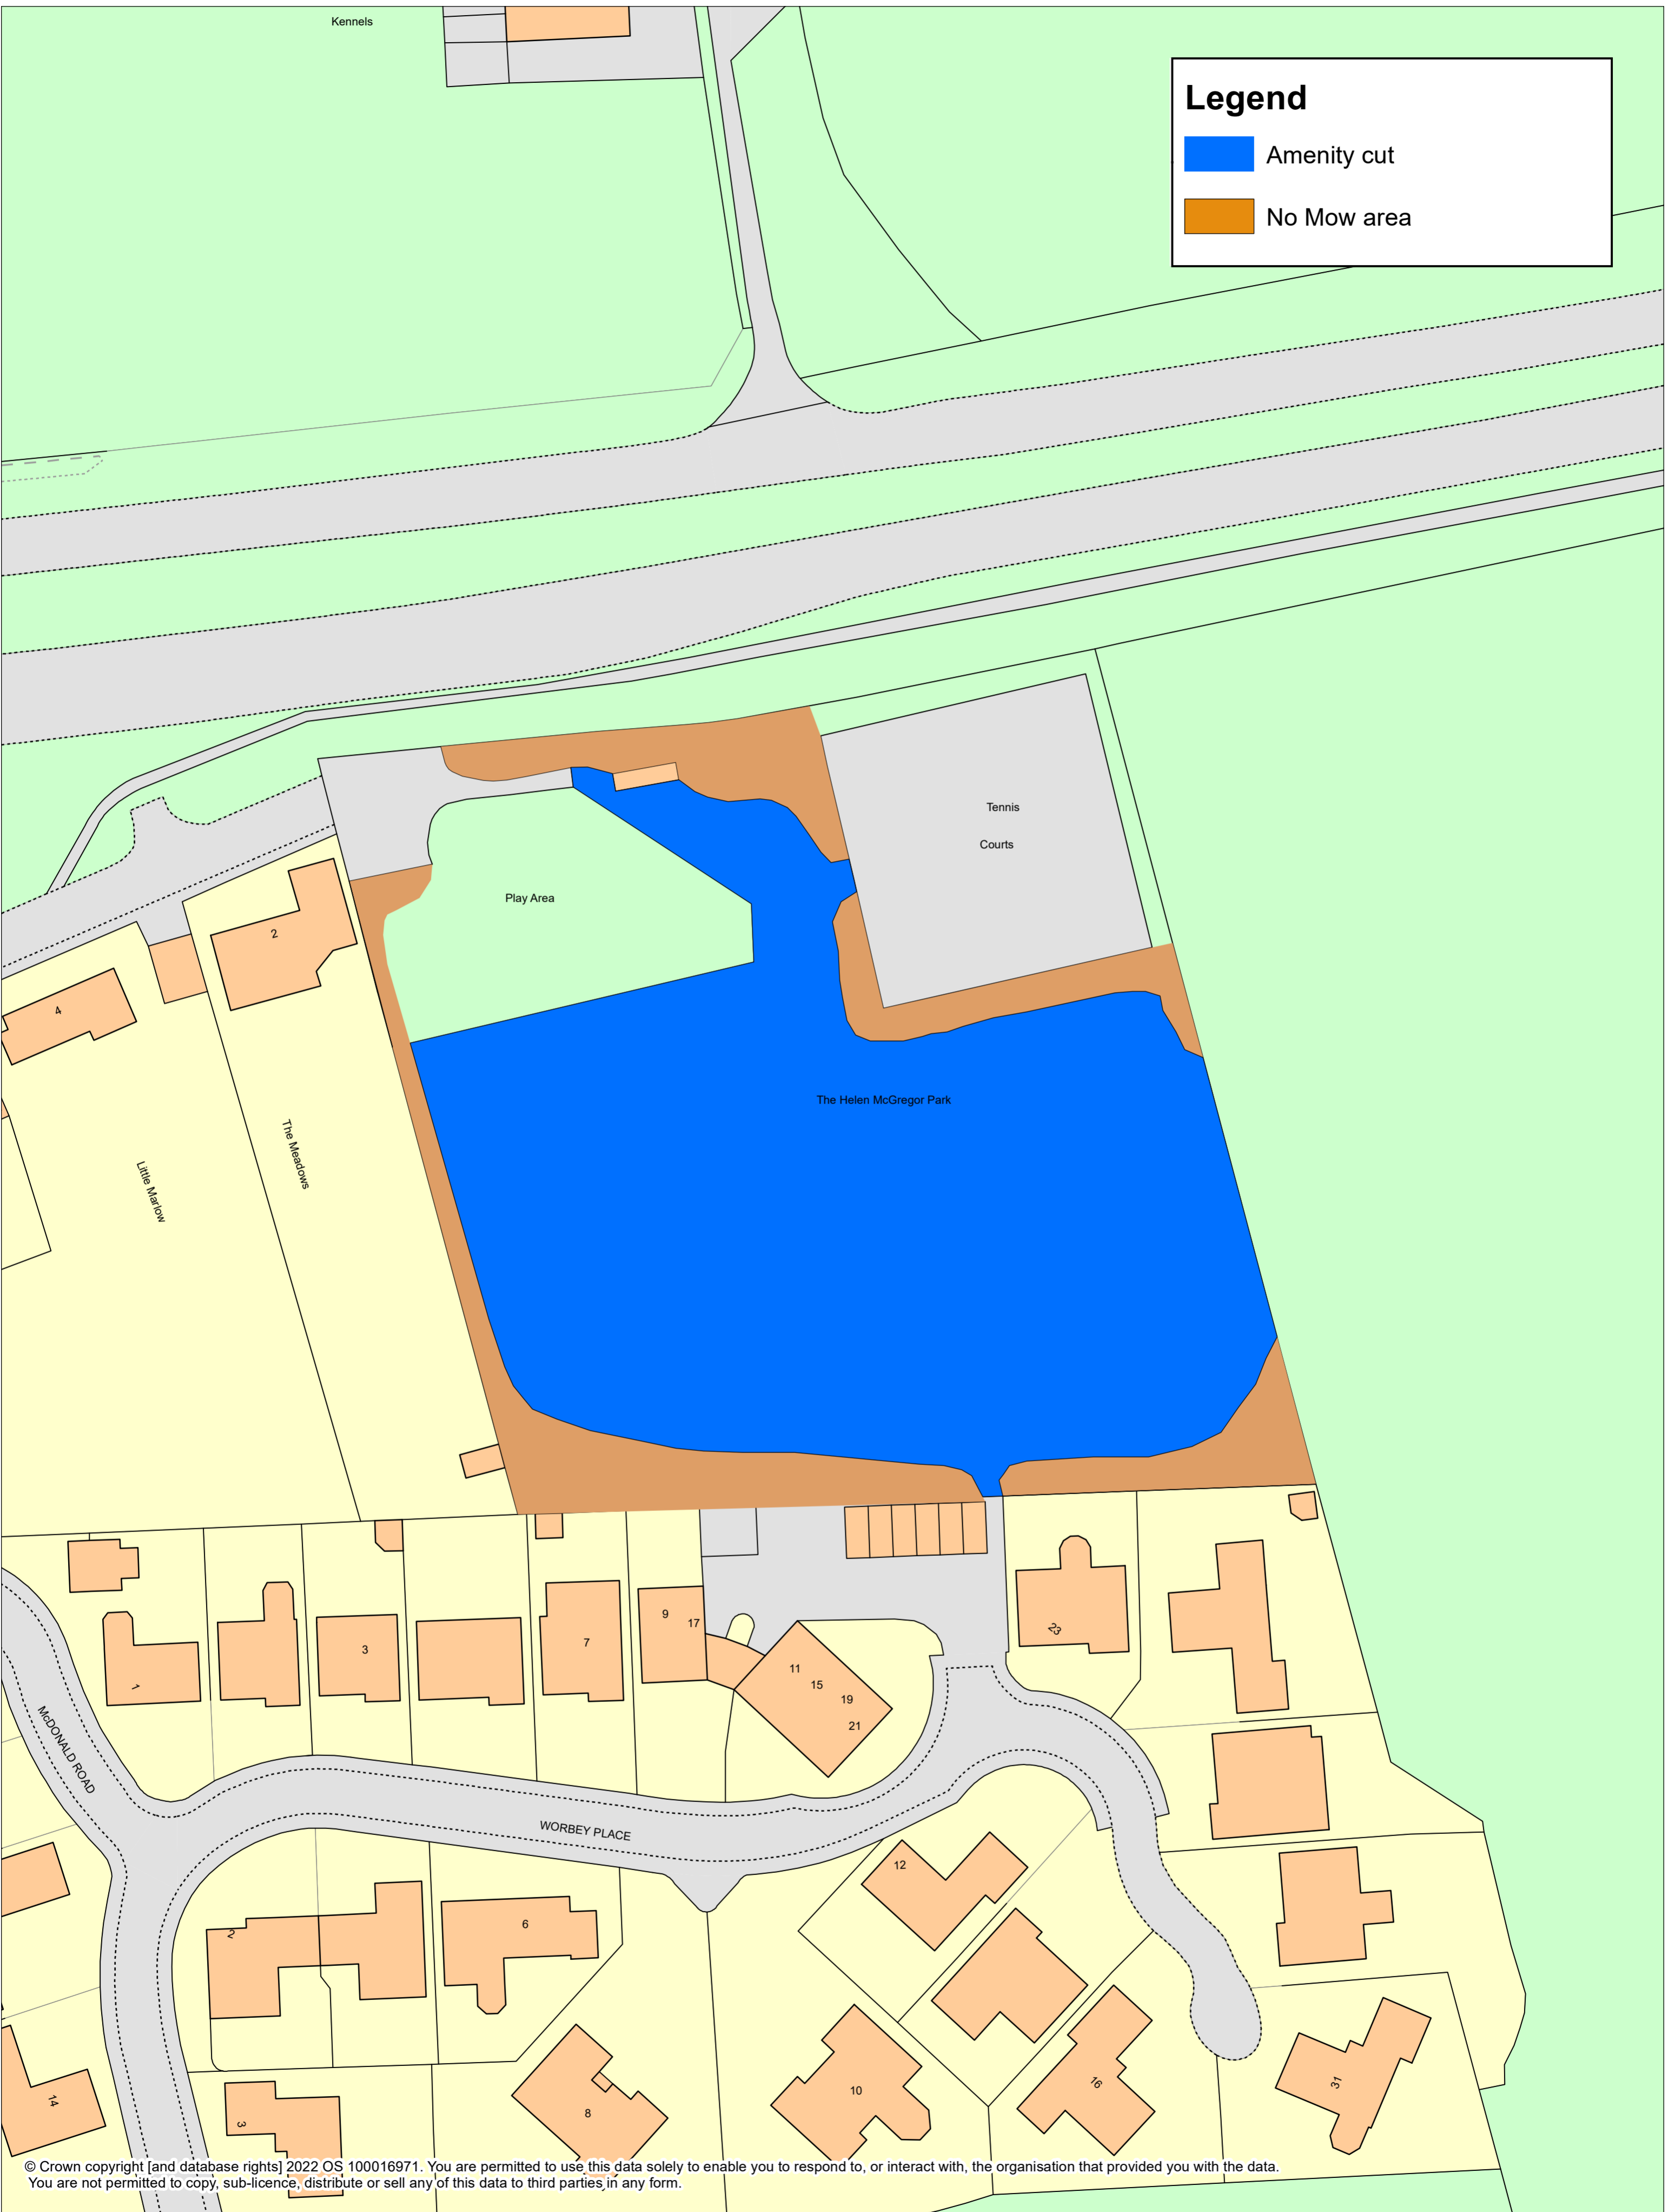 Kennels
Legend
Amenity cut
No Mow area
Tennis
Courts
Play Area
2
4
The Helen McGregor Park
The Meadows
Little Marlow
9
17
7
3
23
1
11
15
19
21
McDONALD ROAD
WORBEY PLACE
12
2
6
10
16
31
14
3
8
© Crown copyright [and database rights] 2022 OS 100016971. You are permitted to use this data solely to enable you to respond to, or interact with, the organisation that provided you with the data.
You are not permitted to copy, sub-licence, distribute or sell any of this data to third parties in any form.